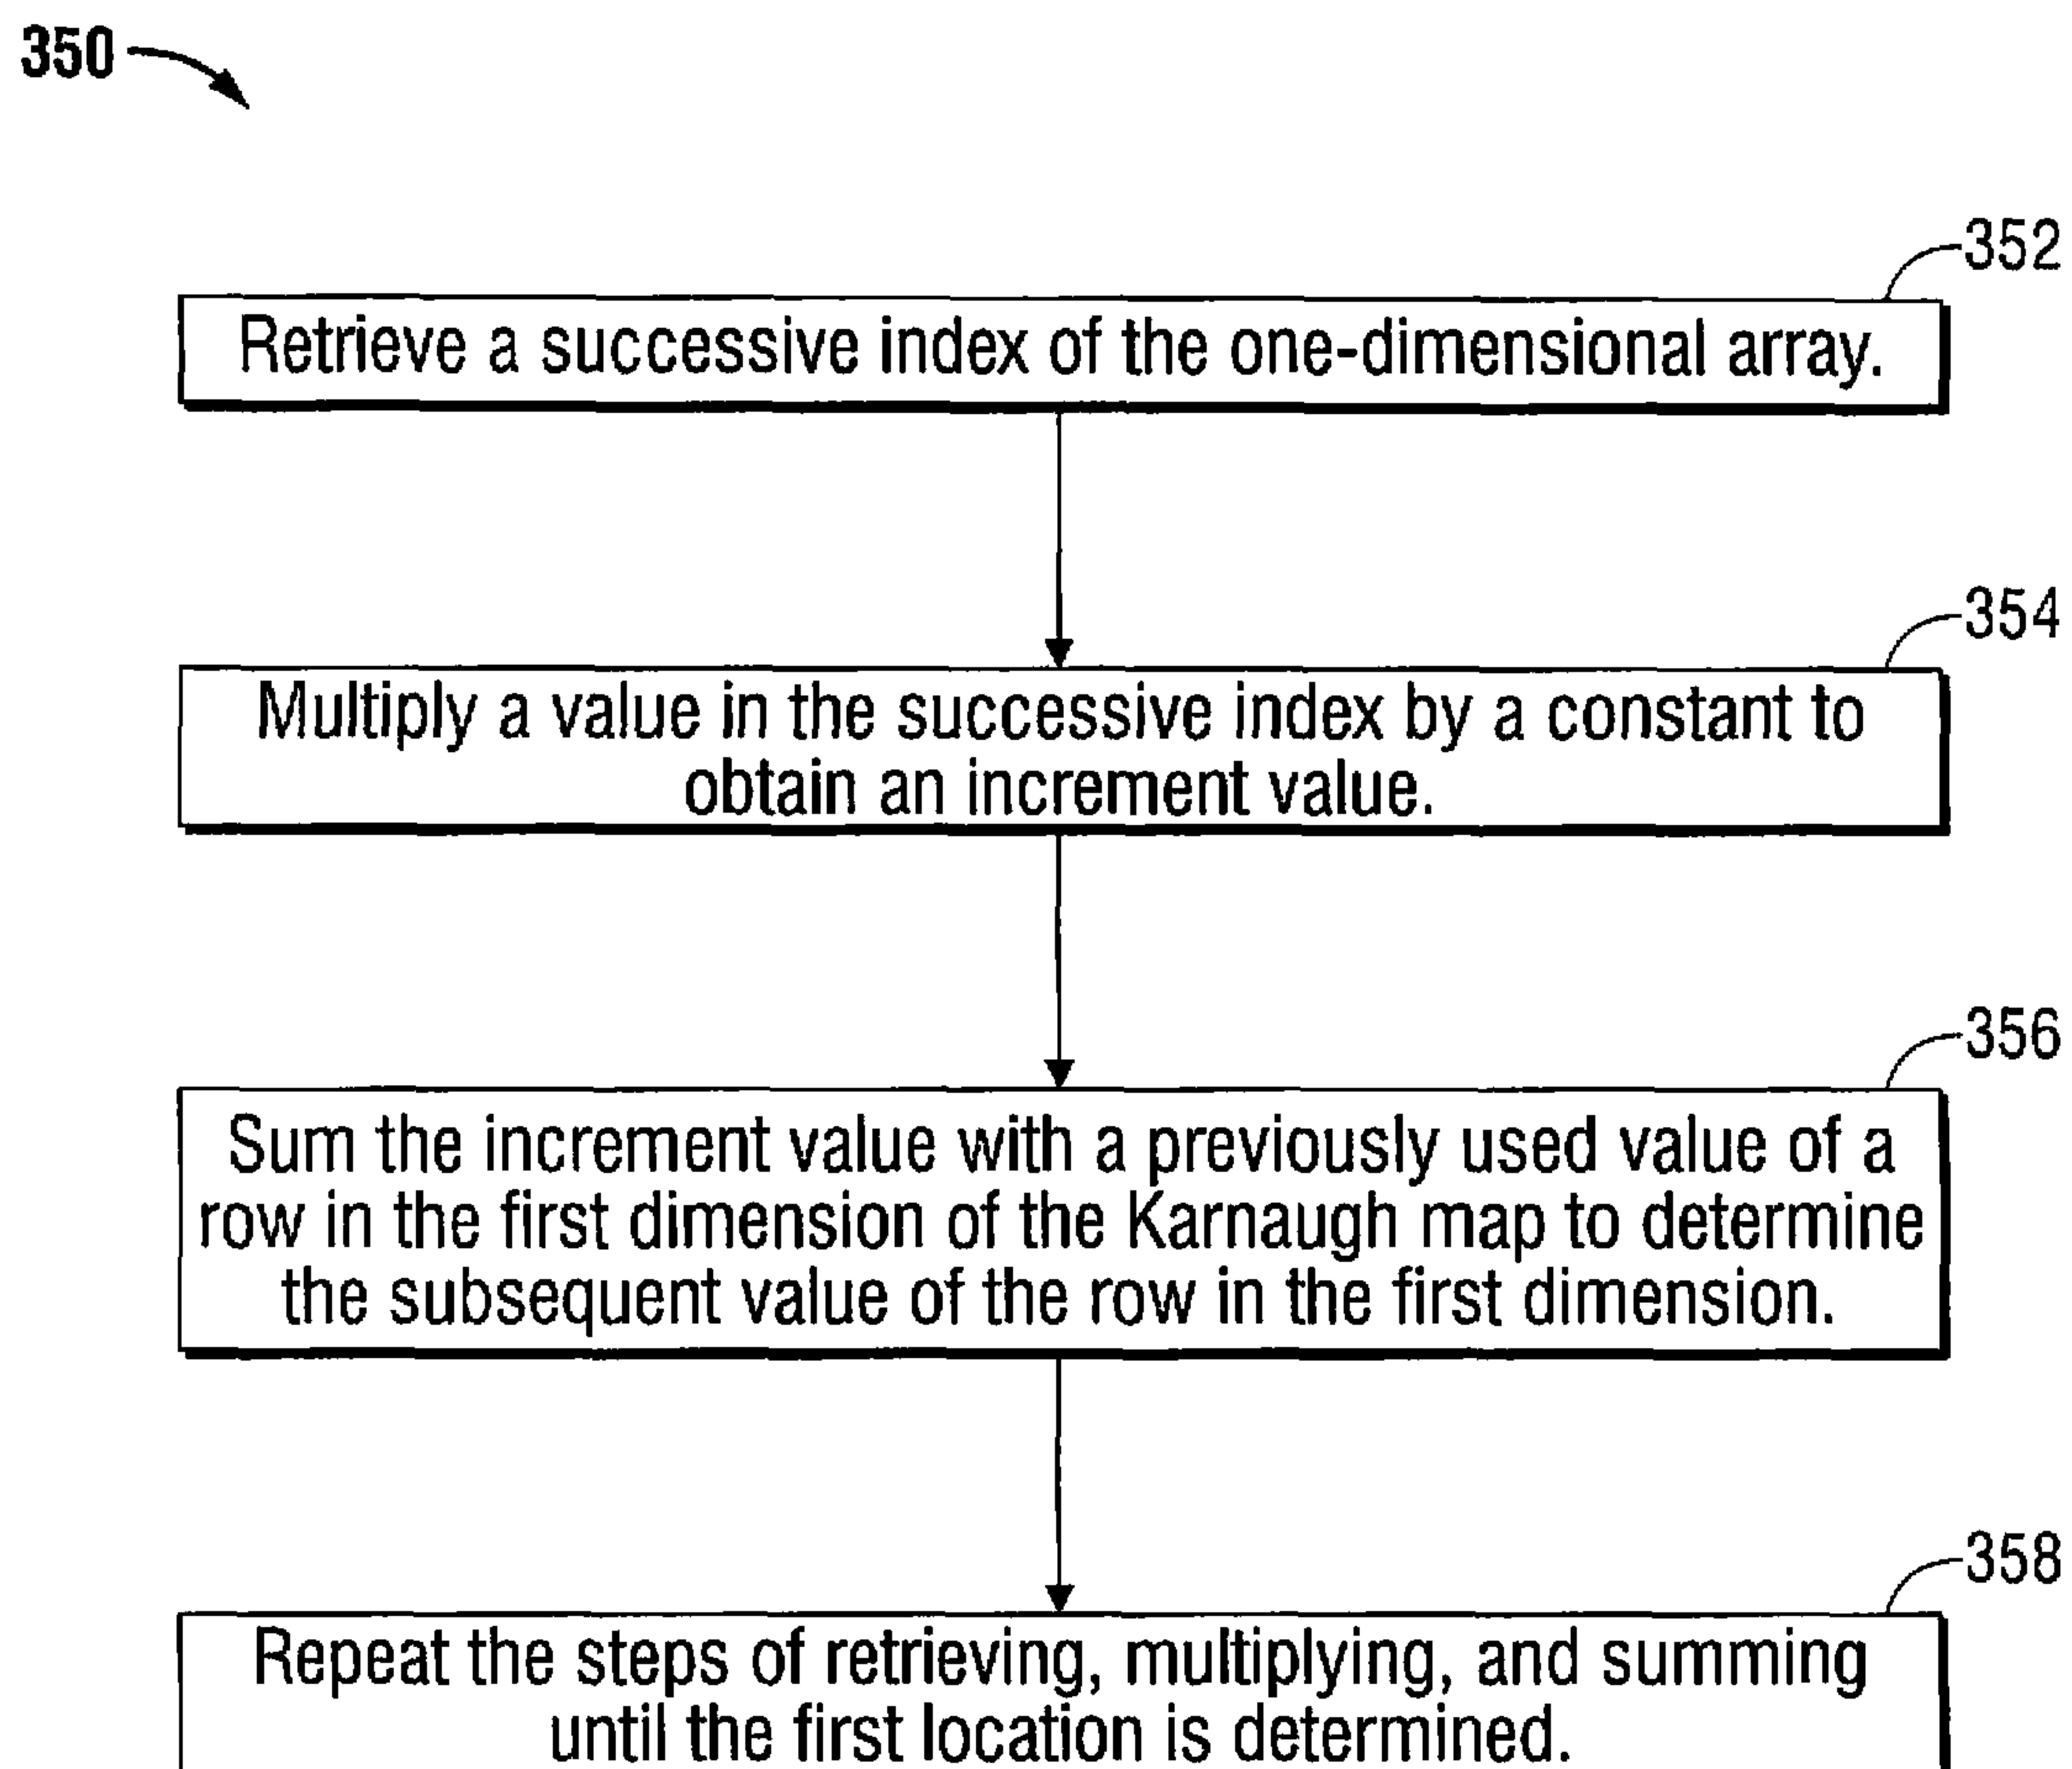 350
352
Retrieve a successive index of the one-dimensional array.
354
Multiply a value in the successive index by a constant to
obtain an increment value.
356
Sum the increment value with a previously used value of a
row in the first dimension of the Karnaugh map to determine
the subsequent value of the row in the first dimension.
358
Repeat the steps of retrieving, multiplying, and summing
until the first location is determined.